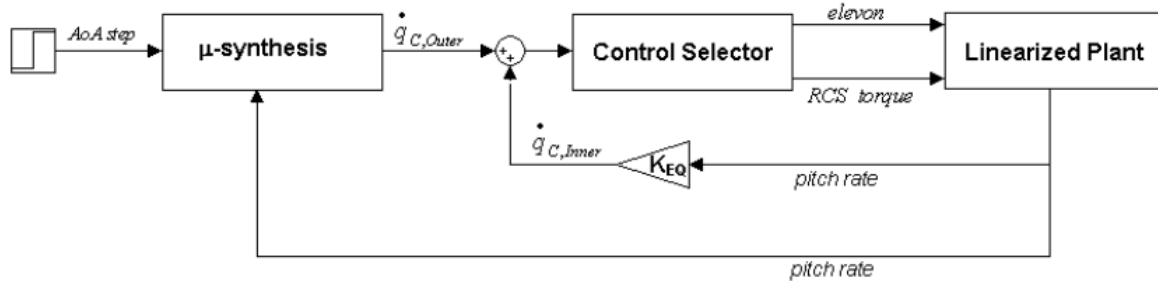 elevon
AoA step
μ-synthesis
q̇ C,Outer
+
+
Control Selector
Linearized Plant
RCS torque
q̇ C,Inner
KEQ
pitch rate
pitch rate